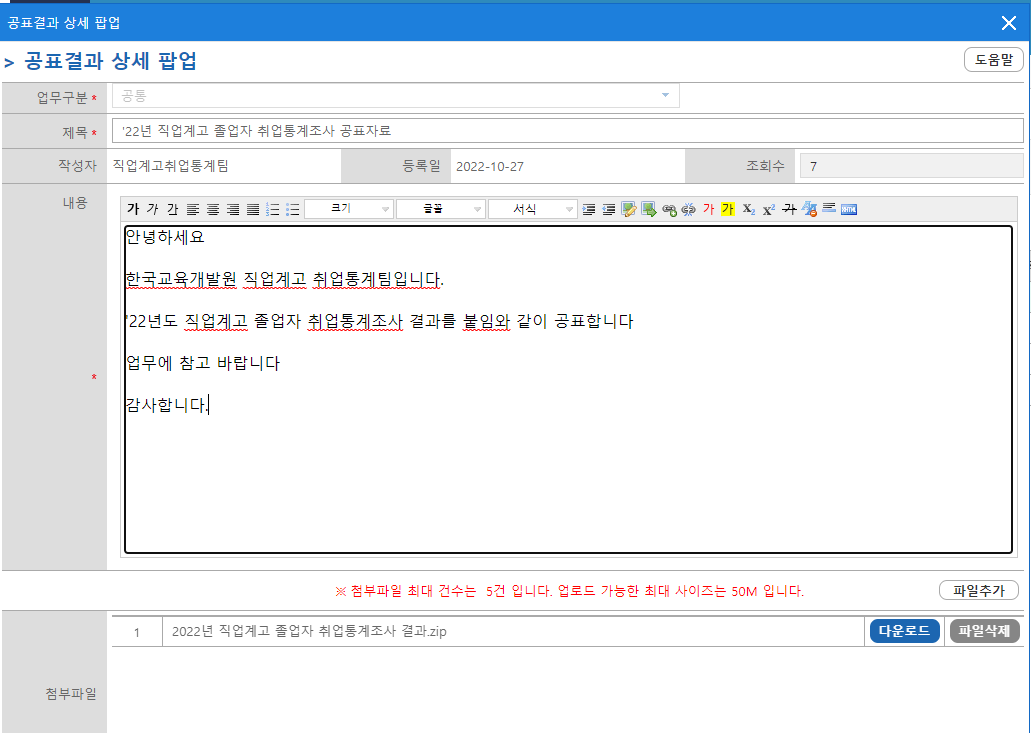 공표결과 상세 팝업
> 공표결과 상세 팝업
도움말
업무구분 * 공통
제목 * '22년 직업계고 졸업자 취업통계조사 공표자료
작성자 직업계고취업통계팀 등록일 2022-10-27 조회수 7
내용 *
가 가 간 크기 글꼴 서식 가 가 X₂ X² 가
안녕하세요
한국교육개발원 직업계고 취업통계팀입니다.
'22년도 직업계고 졸업자 취업통계조사 결과를 붙임와 같이 공표합니다
업무에 참고 바랍니다
감사합니다.
※ 첨부파일 최대 건수는 5건 입니다. 업로드 가능한 최대 사이즈는 50M 입니다.
파일추가
첨부파일
1 2022년 직업계고 졸업자 취업통계조사 결과.zip 다운로드 파일삭제